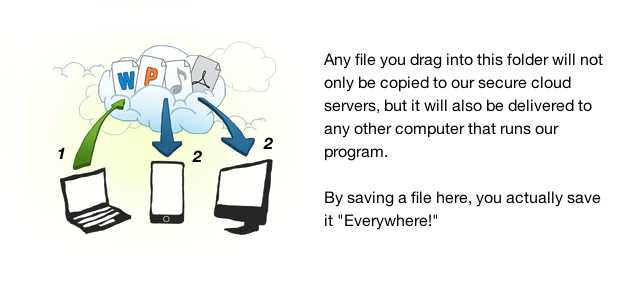 W
P
1
2
2
Any file you drag into this folder will not
only be copied to our secure cloud
servers, but it will also be delivered to
any other computer that runs our
program.
By saving a file here, you actually save
it "Everywhere!"